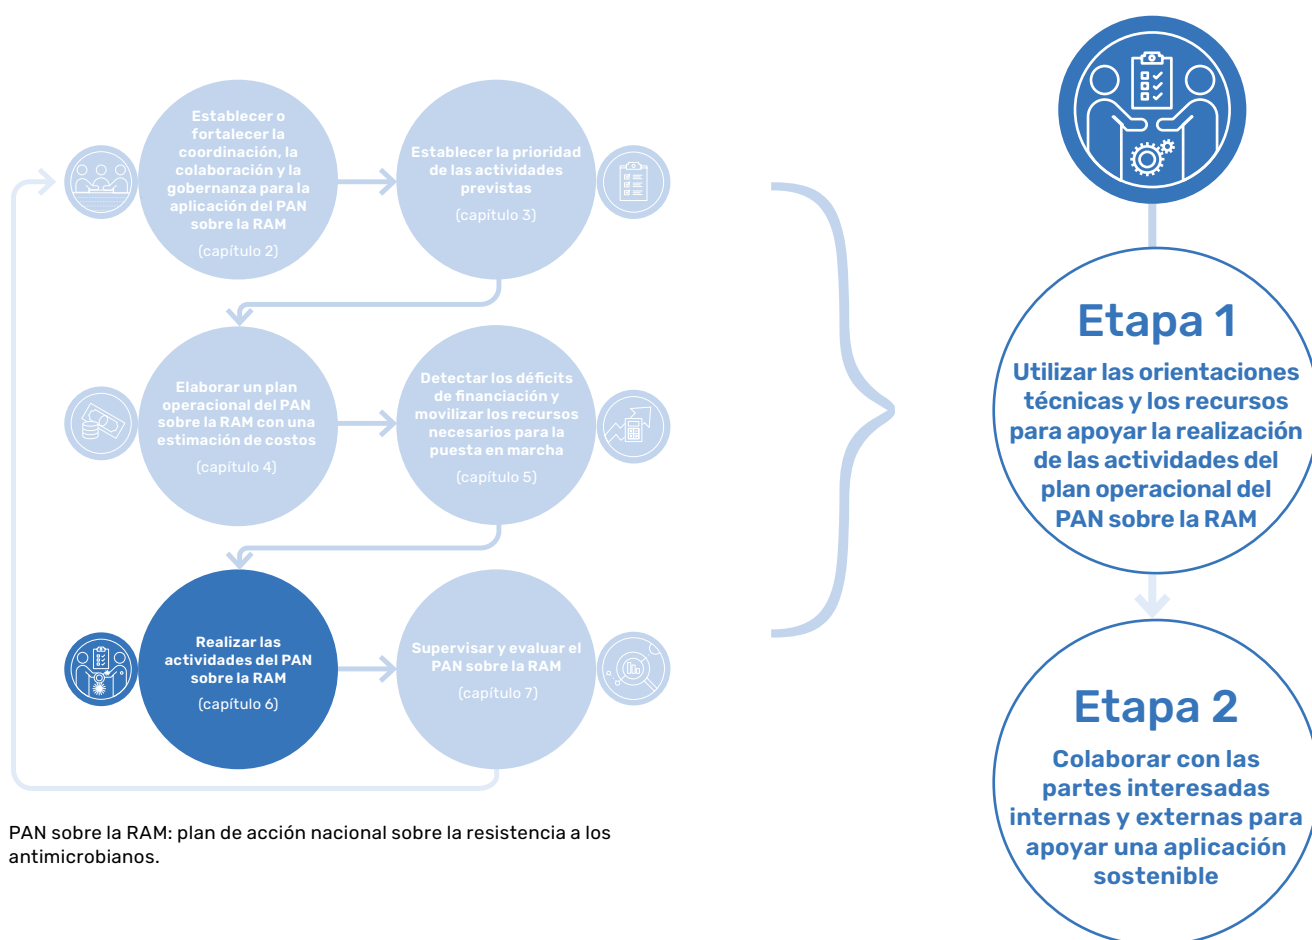 Establecer o
fortalecer la
coordinación, la
colaboración y la
gobernanza para la
aplicación del PAN
sobre la RAM
(capítulo 2)
Establecer la prioridad
de las actividades
previstas
(capítulo 3)
Elaborar un plan
operacional del PAN
sobre la RAM con una
estimación de costos
(capítulo 4)
Detectar los déficits
de financiación y
movilizar los recursos
necesarios para la
puesta en marcha
(capítulo 5)
Realizar las
actividades del PAN
sobre la RAM
(capítulo 6)
Supervisar y evaluar el
PAN sobre la RAM
(capítulo 7)
PAN sobre la RAM: plan de acción nacional sobre la resistencia a los
antimicrobianos.
Etapa 1
Utilizar las orientaciones
técnicas y los recursos
para apoyar la realización
de las actividades del
plan operacional del
PAN sobre la RAM
Etapa 2
Colaborar con las
partes interesadas
internas y externas para
apoyar una aplicación
sostenible